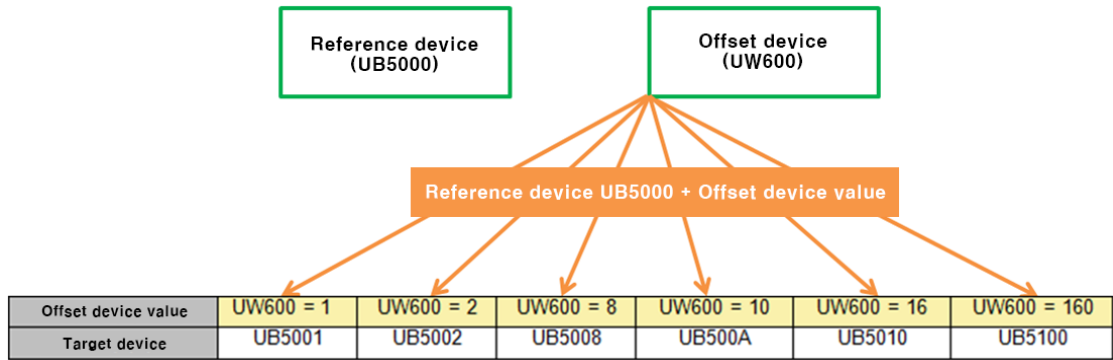 Reference device
(UB5000)
Offset device
(UW600)
Reference device UB5000 + Offset device value
Offset device value UW600 = 1 UW600 = 2 UW600 = 8 UW600 = 10 UW600 = 16 UW600 = 160
Target device UB5001 UB5002 UB5008 UB500A UB5010 UB5100